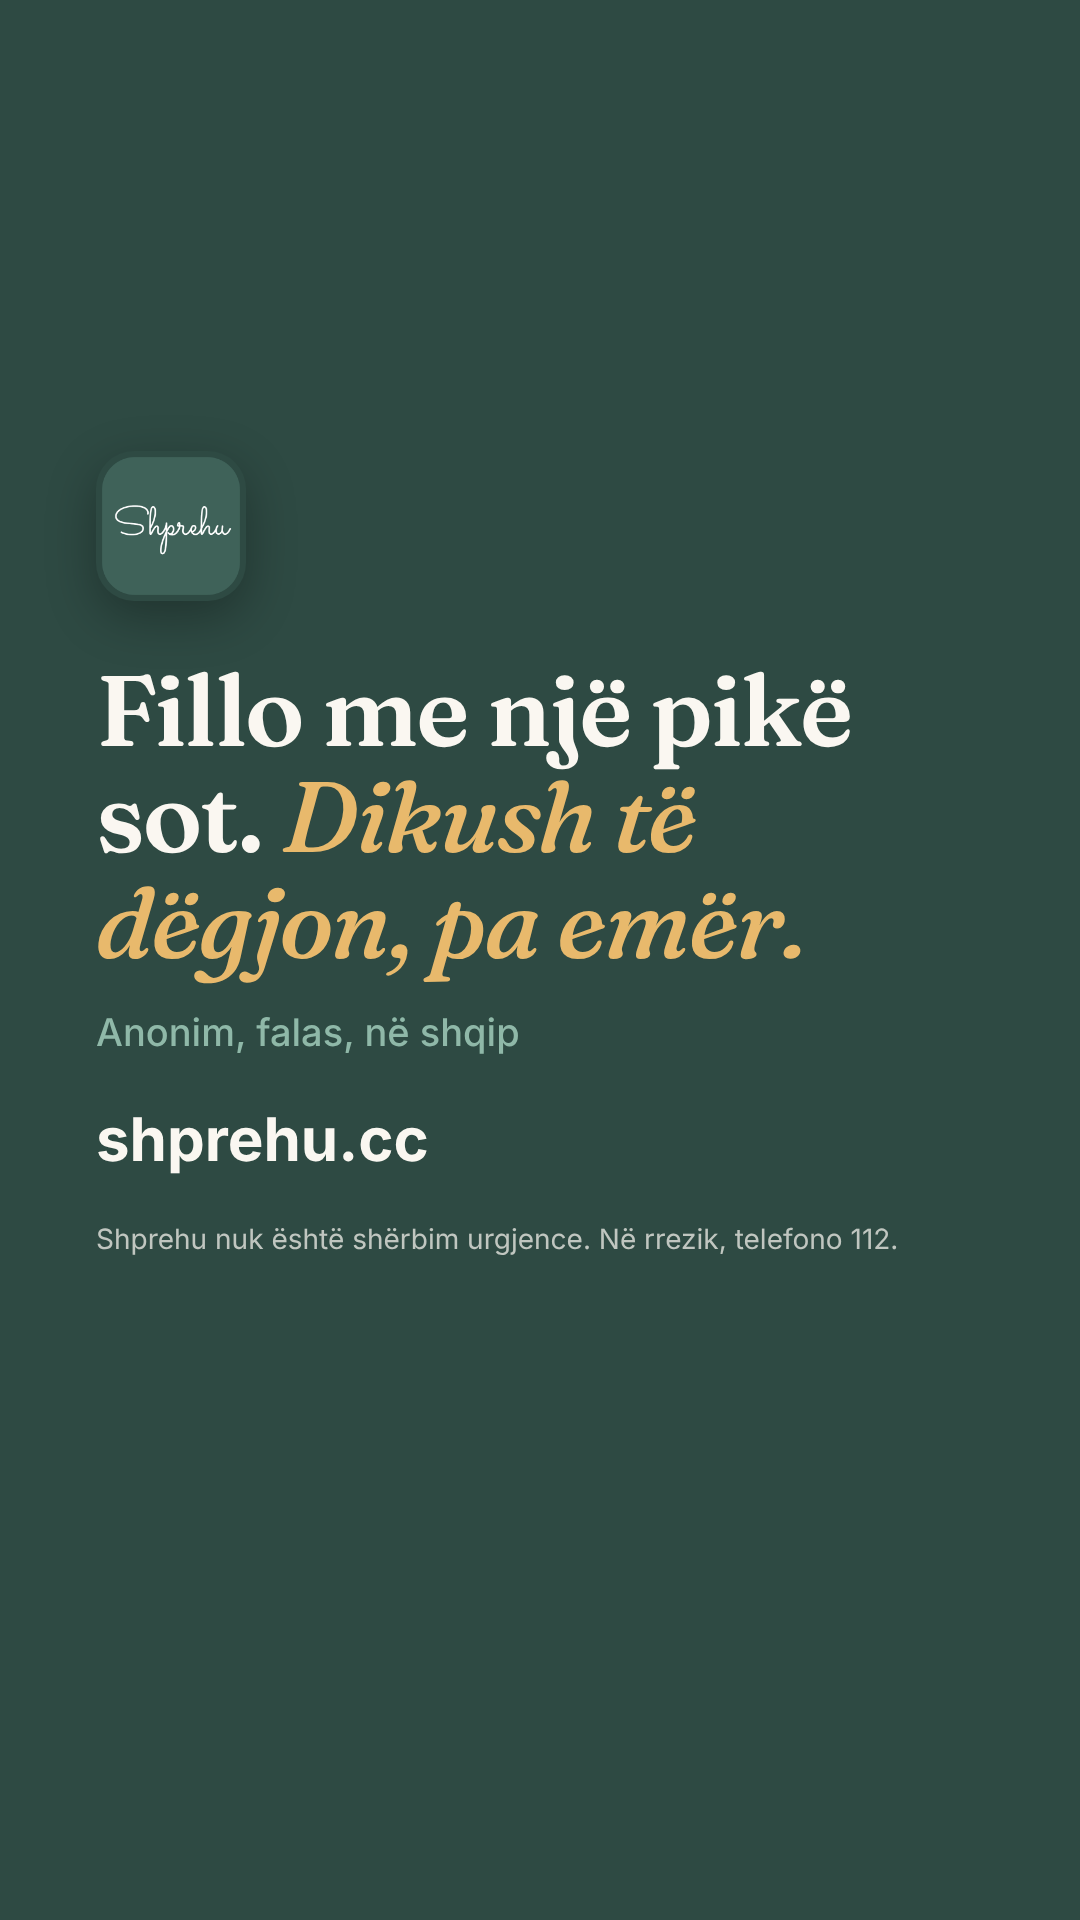 Shprehu
Fillo me një pikë
sot. Dikush të
dëgjon, pa emër.
Anonim, falas, në shqip
shprehu.cc
Shprehu nuk është shërbim urgjence. Në rrezik, telefono 112.